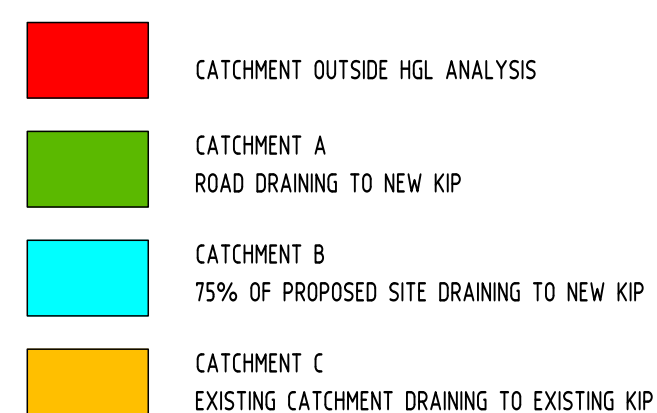 CATCHMENT OUTSIDE HGL ANALYSIS
CATCHMENT A
ROAD DRAINING TO NEW KIP
CATCHMENT B
75% OF PROPOSED SITE DRAINING TO NEW KIP
CATCHMENT C
EXISTING CATCHMENT DRAINING TO EXISTING KIP